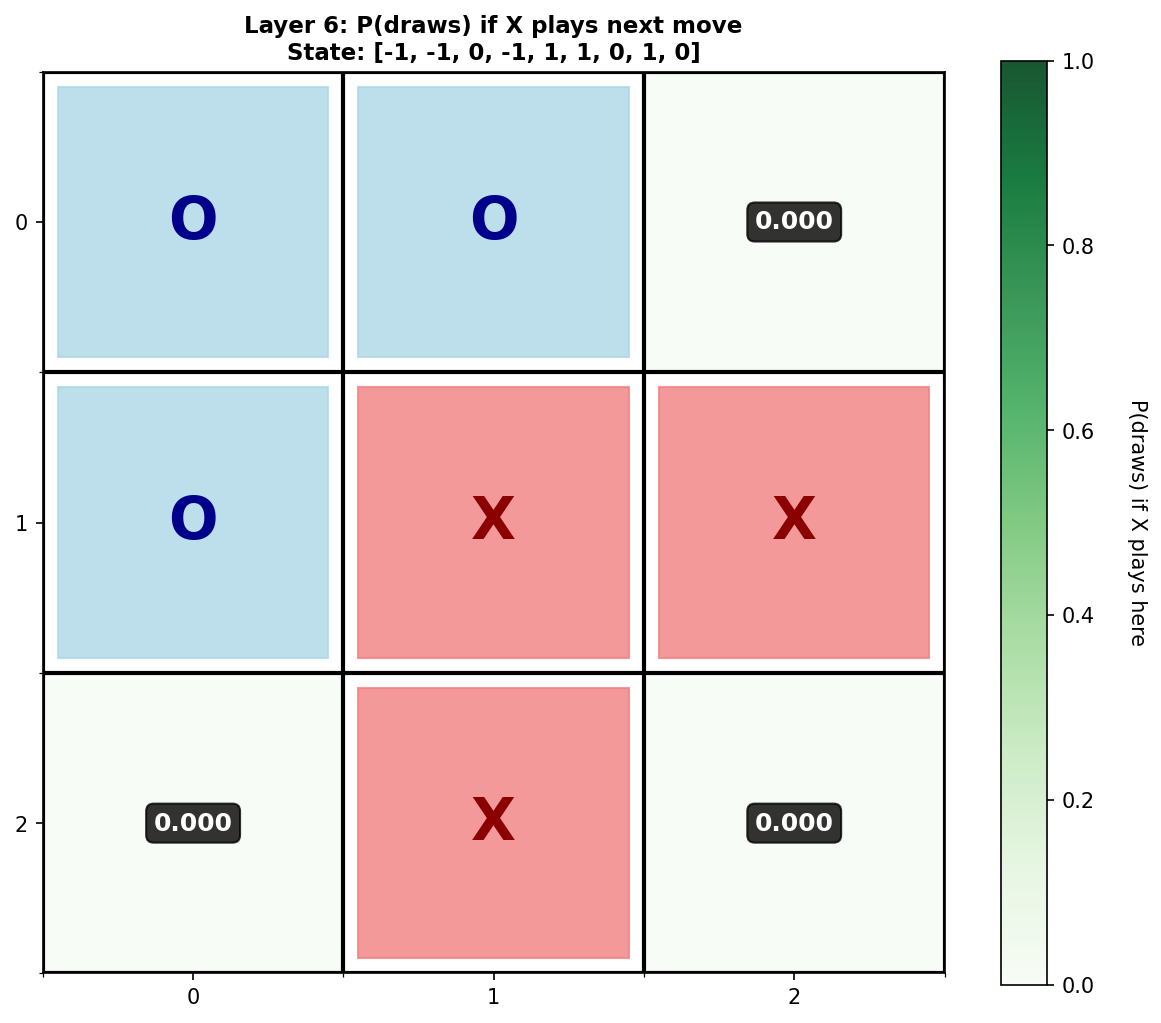 Layer 6: P(draws) if X plays next move
State: [-1, -1, 0, -1, 1, 1, 0, 1, 0]
0
O
O
0.000
1
O
X
X
2
0.000
X
0.000
0
1
2
1.0
0.8
0.6
0.4
0.2
0.0
P(draws) if X plays here